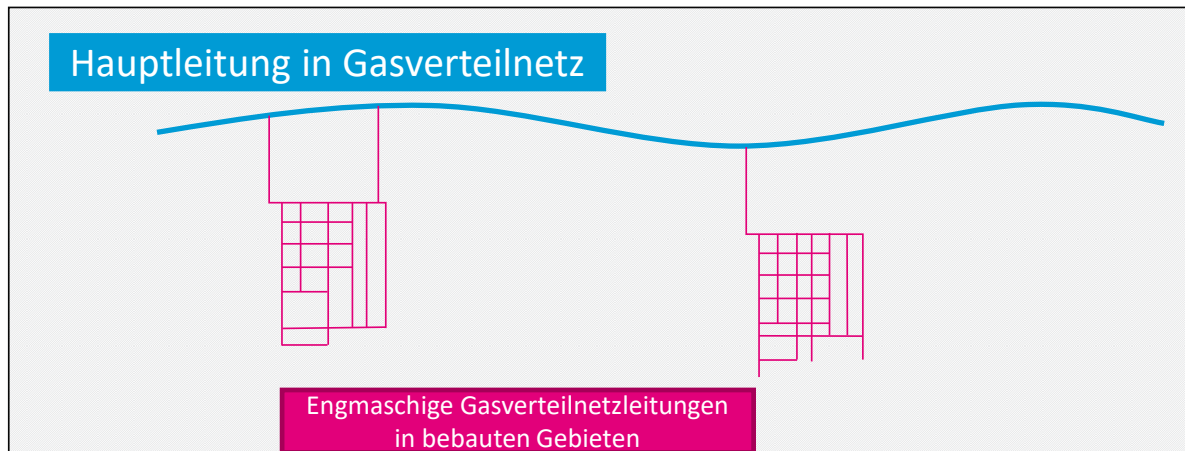 Hauptleitung in Gasverteilnetz
Engmaschige Gasverteilnetzleitungen
in bebauten Gebieten